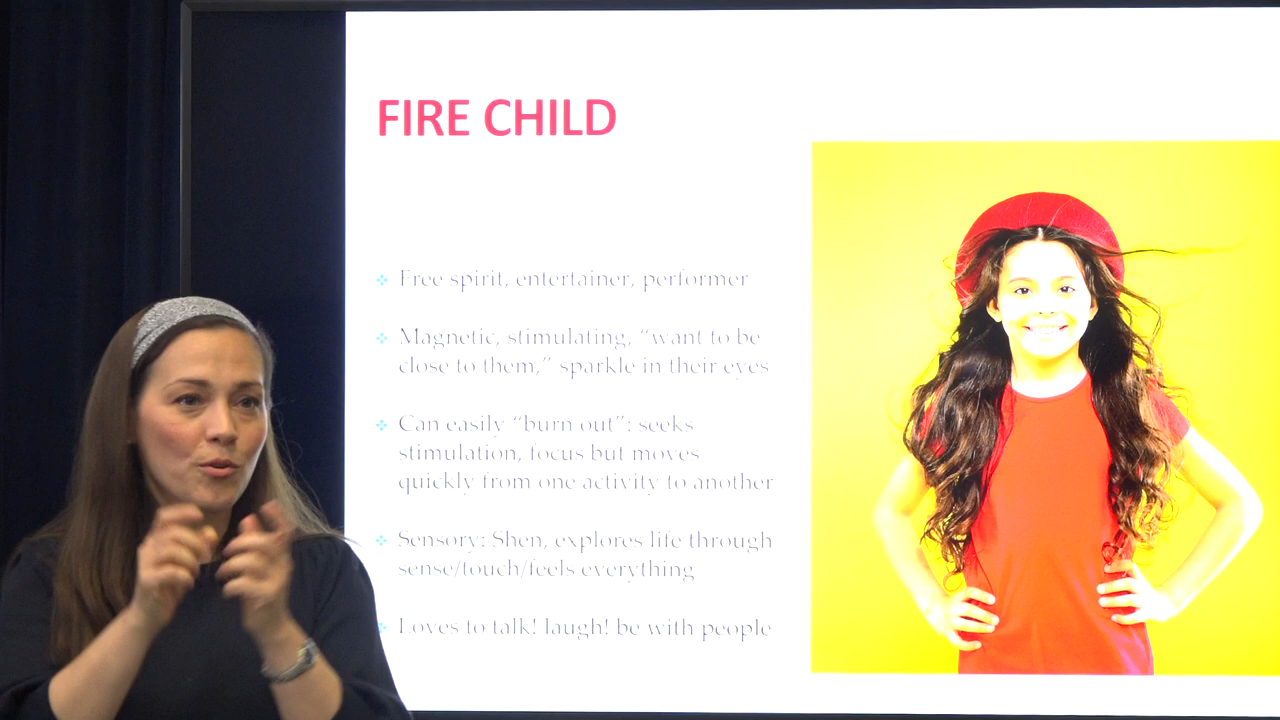 FIRE CHILD
Free spirit, entertainer, performer
Magnetic, stimulating, “want to be
close to them,” sparkle in their eyes
Can easily “burn out”: seeks
stimulation, focus but moves
quickly from one activity to another
Sensory: Shen, explores life through
sense/touch/feels everything
Loves to talk! laugh! be with people